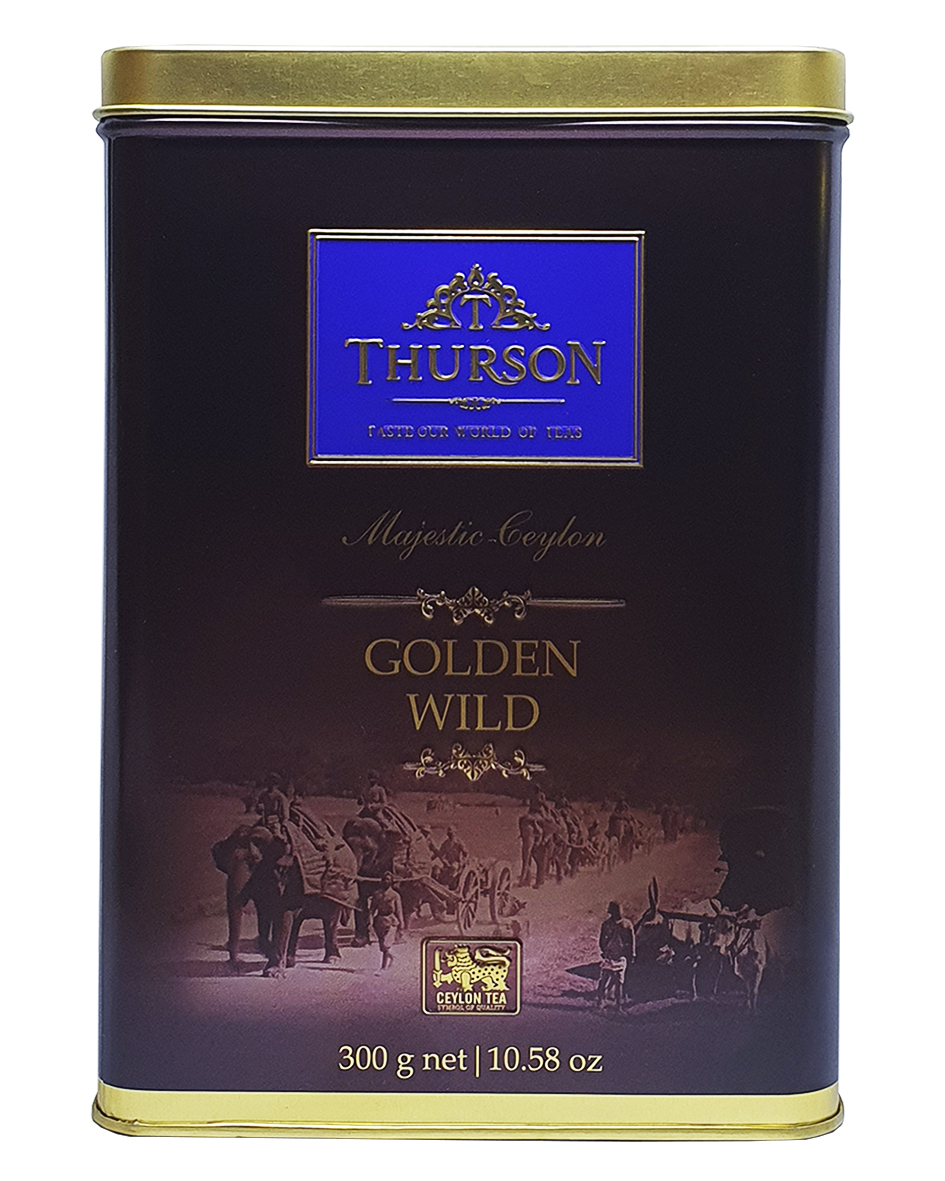 T
THURSON
TASTE OUR WORLD OF TEAS
Majestic Ceylon
GOLDEN
WILD
CEYLON TEA
SYMBOL OF QUALITY
300 g net | 10.58 oz